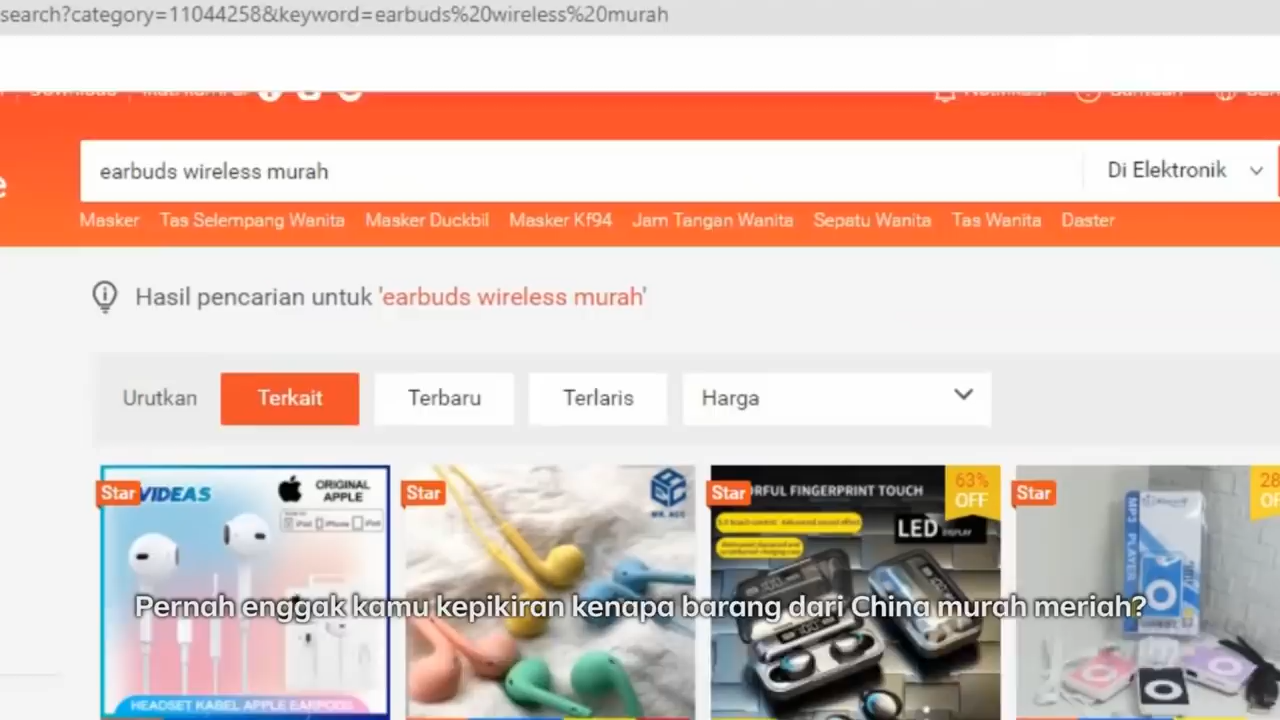 search?category=11044258&keyword=earbuds%20wireless%20murah
earbuds wireless murah
Di Elektronik
Masker Tas Selempang Wanita Masker Duckbil Masker Kf94 Jam Tangan Wanita Sepatu Wanita Tas Wanita Daster
Hasil pencarian untuk 'earbuds wireless murah'
Urutkan Terkait Terbaru Terlaris Harga
Star
VIDEAS
ORIGINAL
APPLE
HEADSET KABEL APPLE EARPODS
Star
Star
FINGERPRINT TOUCH
63%
OFF
LED DISPLAY
Star
MP3 PLAYER
28
Pernah enggak kamu kepikiran kenapa barang dari China murah meriah?